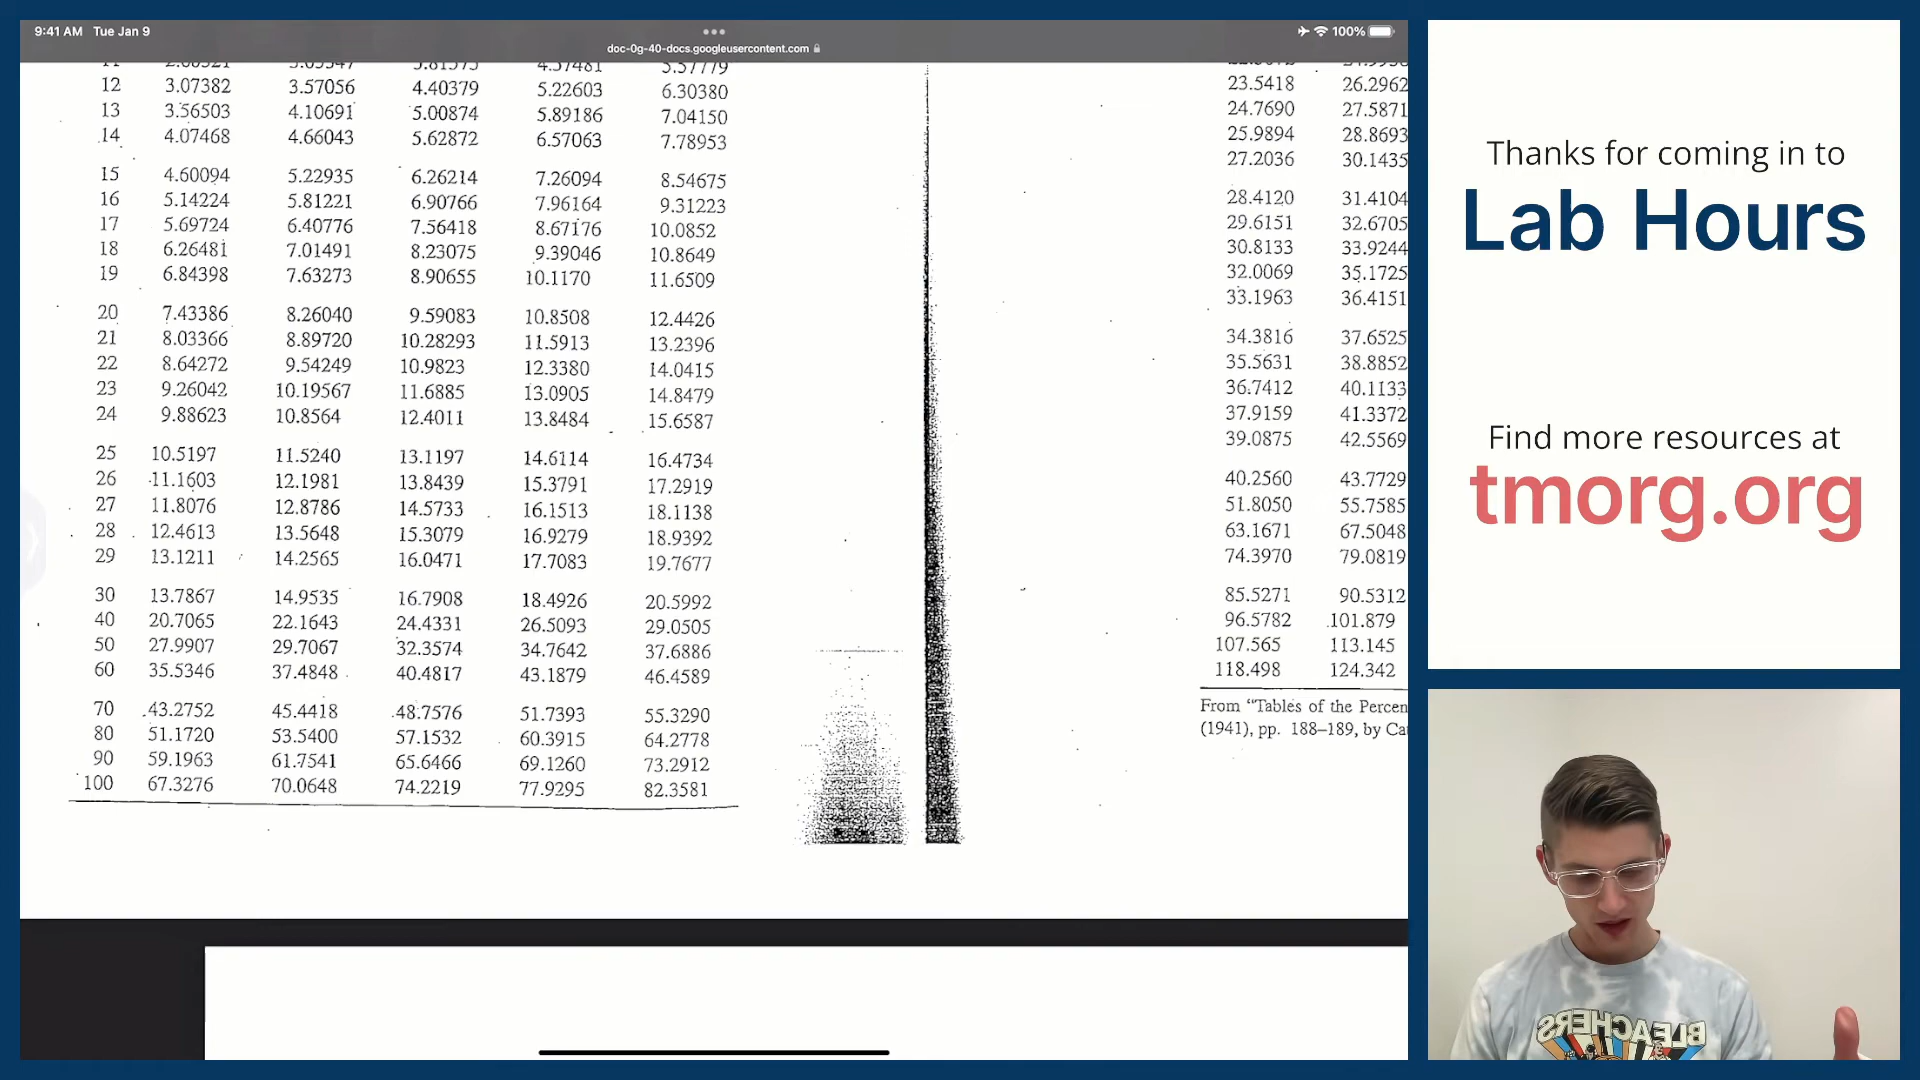 9:41 AM Tue Jan 9
100%
doc-0g-40-docs.googleusercontent.com
12 3.07382 3.57056 4.40379 5.22603 6.30380
13 3.56503 4.10691 5.00874 5.89186 7.04150
14 4.07468 4.66043 5.62872 6.57063 7.78953
15 4.60094 5.22935 6.26214 7.26094 8.54675
16 5.14224 5.81221 6.90766 7.96164 9.31223
17 5.69724 6.40776 7.56418 8.67176 10.0852
18 6.26481 7.01491 8.23075 9.39046 10.8649
19 6.84398 7.63273 8.90655 10.1170 11.6509
20 7.43386 8.26040 9.59083 10.8508 12.4426
21 8.03366 8.89720 10.28293 11.5913 13.2396
22 8.64272 9.54249 10.9823 12.3380 14.0415
23 9.26042 10.19567 11.6885 13.0905 14.8479
24 9.88623 10.8564 12.4011 13.8484 15.6587
25 10.5197 11.5240 13.1197 14.6114 16.4734
26 11.1603 12.1981 13.8439 15.3791 17.2919
27 11.8076 12.8786 14.5733 16.1513 18.1138
28 12.4613 13.5648 15.3079 16.9279 18.9392
29 13.1211 14.2565 16.0471 17.7083 19.7677
30 13.7867 14.9535 16.7908 18.4926 20.5992
40 20.7065 22.1643 24.4331 26.5093 29.0505
50 27.9907 29.7067 32.3574 34.7642 37.6886
60 35.5346 37.4848 40.4817 43.1879 46.4589
70 43.2752 45.4418 48.7576 51.7393 55.3290
80 51.1720 53.5400 57.1532 60.3915 64.2778
90 59.1963 61.7541 65.6466 69.1260 73.2912
100 67.3276 70.0648 74.2219 77.9295 82.3581
23.5418 26.2962
24.7690 27.5871
25.9894 28.8693
27.2036 30.1435
28.4120 31.4104
29.6151 32.6705
30.8133 33.9244
32.0069 35.1725
33.1963 36.4151
34.3816 37.6525
35.5631 38.8852
36.7412 40.1133
37.9159 41.3372
39.0875 42.5569
40.2560 43.7729
51.8050 55.7585
63.1671 67.5048
74.3970 79.0819
85.5271 90.5312
96.5782 101.879
107.565 113.145
118.498 124.342
From "Tables of the Percen
(1941), pp. 188–189, by Ca
Thanks for coming in to
Lab Hours
Find more resources at
tmorg.org
BLEACHERS